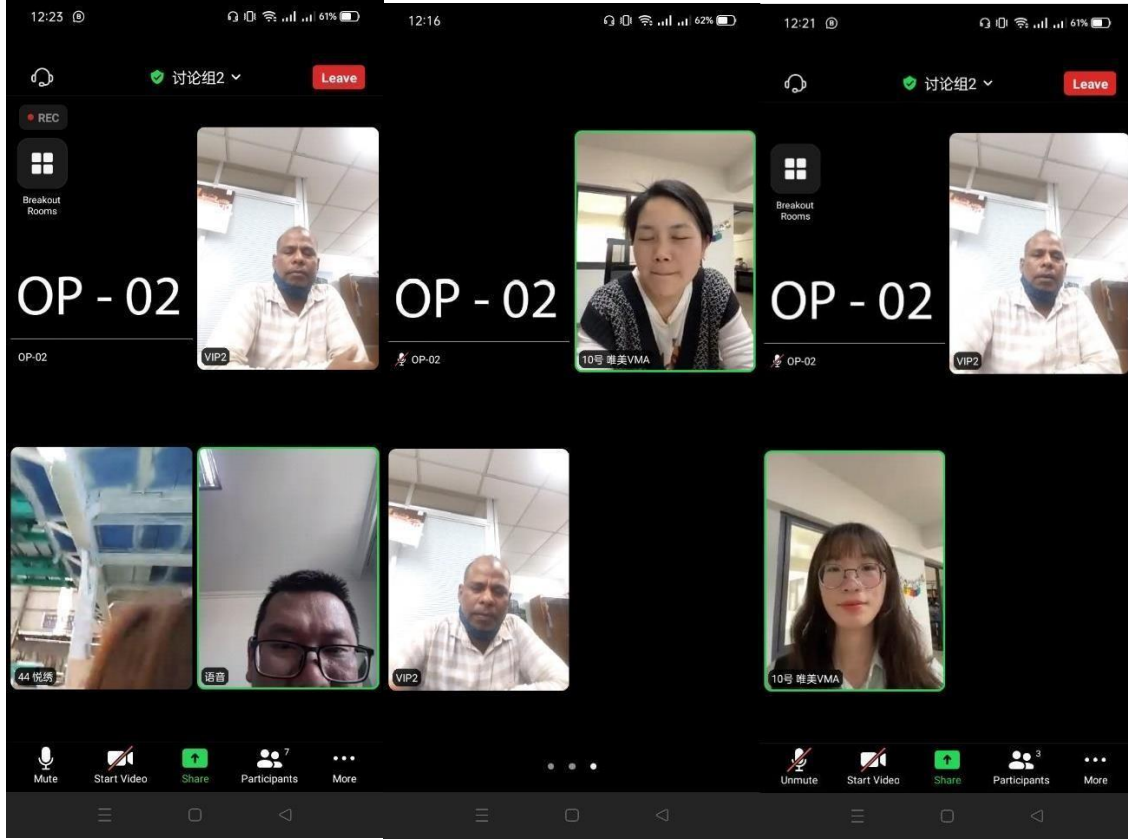 12:23
61%
讨论组2
Leave
REC
Breakout
Rooms
OP - 02
OP-02
VIP2
44 悦绣
语音
Mute
Start Video
Share
Participants
7
More
12:16
62%
OP - 02
OP-02
10号 唯美VMA
VIP2
12:21
61%
讨论组2
Leave
Breakout
Rooms
OP - 02
OP-02
VIP2
10号 唯美VMA
Unmute
Start Video
Share
Participants
3
More